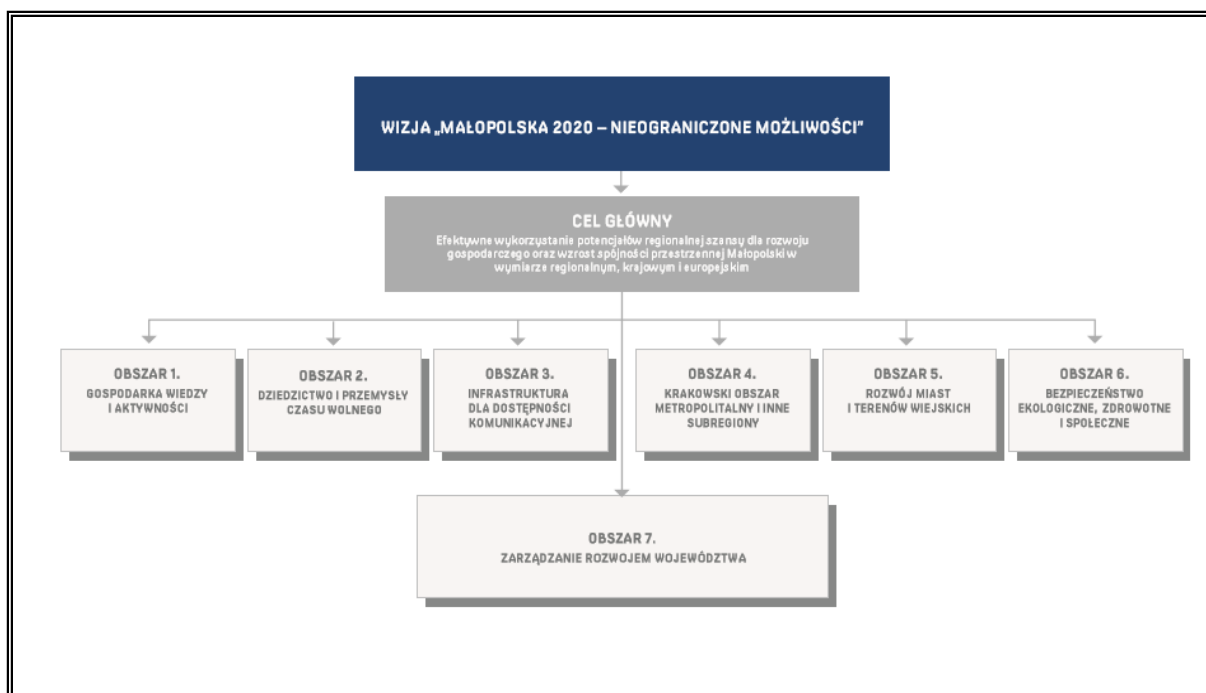 WIZJA „MAŁOPOLSKA 2020 – NIEOGRANICZONE MOŻLIWOŚCI”
CEL GŁÓWNY
Efektywne wykorzystanie potencjałów regionalnej szansy dla rozwoju
gospodarczego oraz wzrost spójności przestrzennej Małopolski w
wymiarze regionalnym, krajowym i europejskim
OBSZAR 1.
GOSPODARKA WIEDZY
I AKTYWNOŚCI
OBSZAR 2.
DZIEDZICTWO I PRZEMYSŁY
CZASU WOLNEGO
OBSZAR 3.
INFRASTRUKTURA
DLA DOSTĘPNOŚCI
KOMUNIKACYJNEJ
OBSZAR 4.
KRAKOWSKI OBSZAR
METROPOLITALNY I INNE
SUBREGIONY
OBSZAR 5.
ROZWÓJ MIAST
I TERENÓW WIEJSKICH
OBSZAR 6.
BEZPIECZEŃSTWO
EKOLOGICZNE, ZDROWOTNE
I SPOŁECZNE
OBSZAR 7.
ZARZĄDZANIE ROZWOJEM WOJEWÓDZTWA